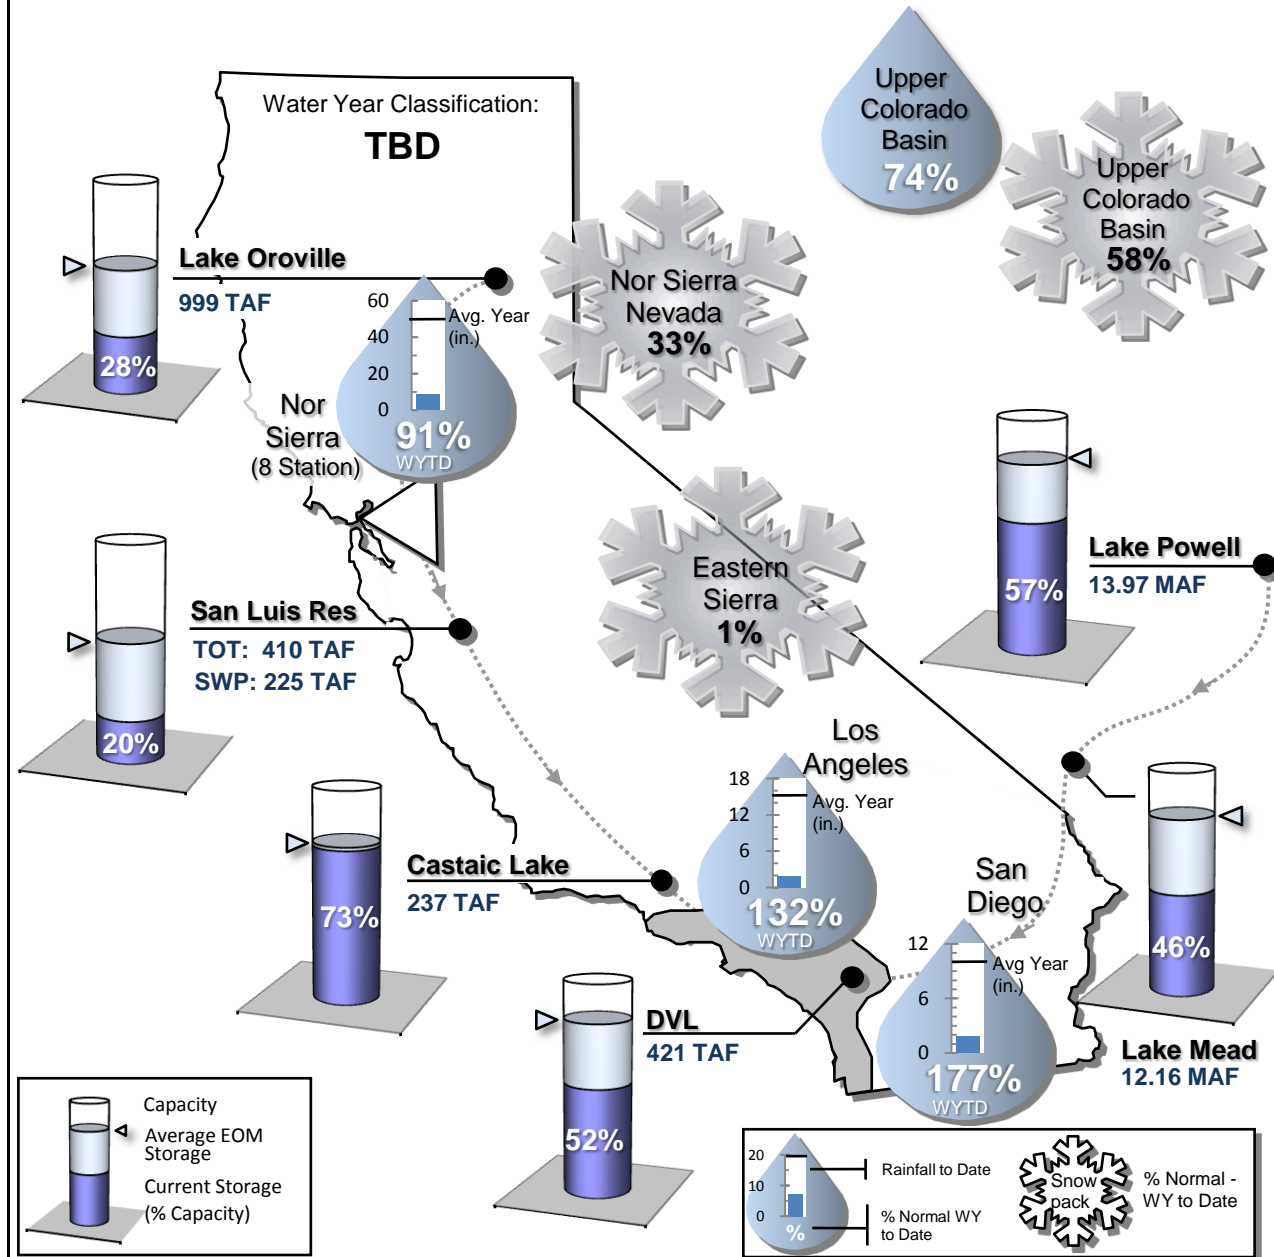 Water Year Classification:
TBD
Upper
Colorado
Basin
74%
Upper
Colorado
Basin
58%
Lake Oroville
999 TAF
28%
60
40
20
0
Avg. Year
(in.)
91%
WYTD
Nor
Sierra
(8 Station)
Nor Sierra
Nevada
33%
Eastern
Sierra
1%
Lake Powell
13.97 MAF
57%
San Luis Res
TOT: 410 TAF
SWP: 225 TAF
20%
Los
Angeles
18
12
6
0
Avg. Year
(in.)
132%
WYTD
Castaic Lake
237 TAF
73%
San
Diego
12
6
0
Avg Year
(in.)
177%
WYTD
46%
Lake Mead
12.16 MAF
DVL
421 TAF
52%
Capacity
Average EOM
Storage
Current Storage
(% Capacity)
20
10
0
%
Rainfall to Date
% Normal WY
to Date
Snow
pack
% Normal -
WY to Date